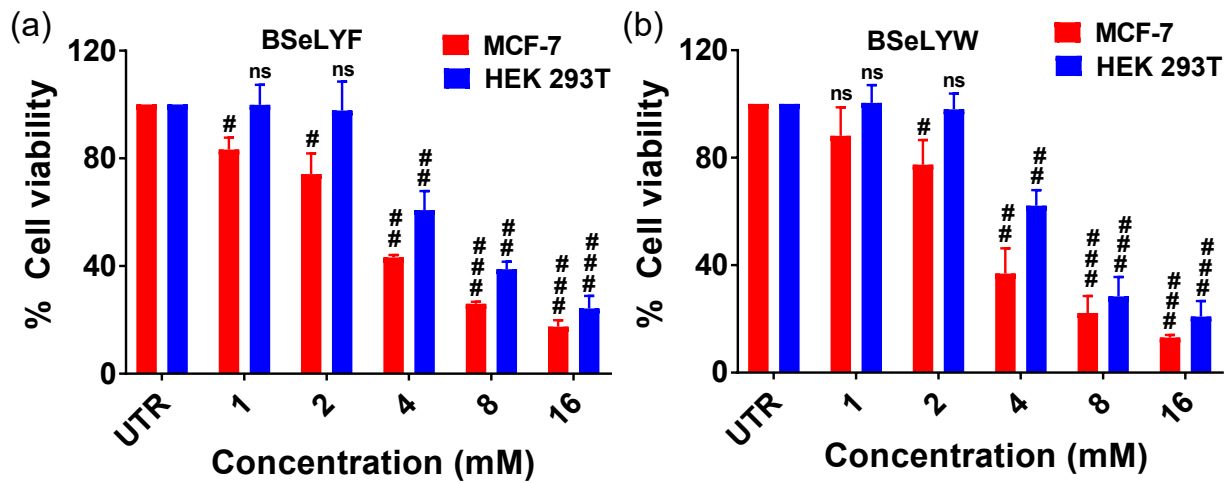 (a)
BSeLYF
MCF-7
HEK 293T
120
80
40
0
% Cell viability
#
ns
#
ns
##
##
###
##
###
###
UTR
1
2
4
8
16
Concentration (mM)
(b)
BSeLYW
MCF-7
HEK 293T
120
80
40
0
% Cell viability
ns
ns
#
ns
##
##
###
###
###
###
UTR
1
2
4
8
16
Concentration (mM)